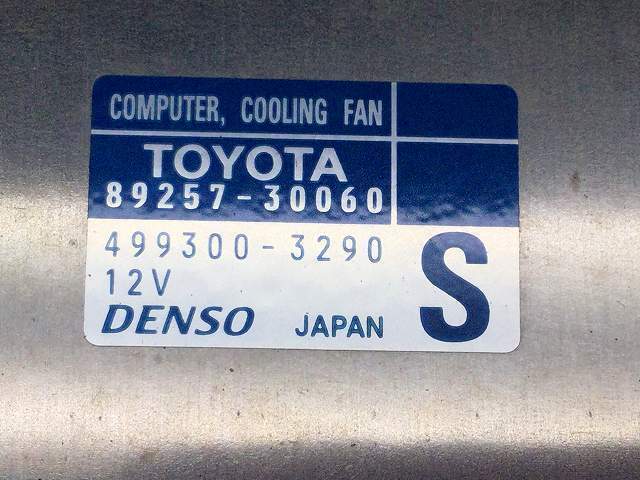 COMPUTER, COOLING FAN
TOYOTA
89257-30060
499300-3290
12V
DENSO JAPAN
S